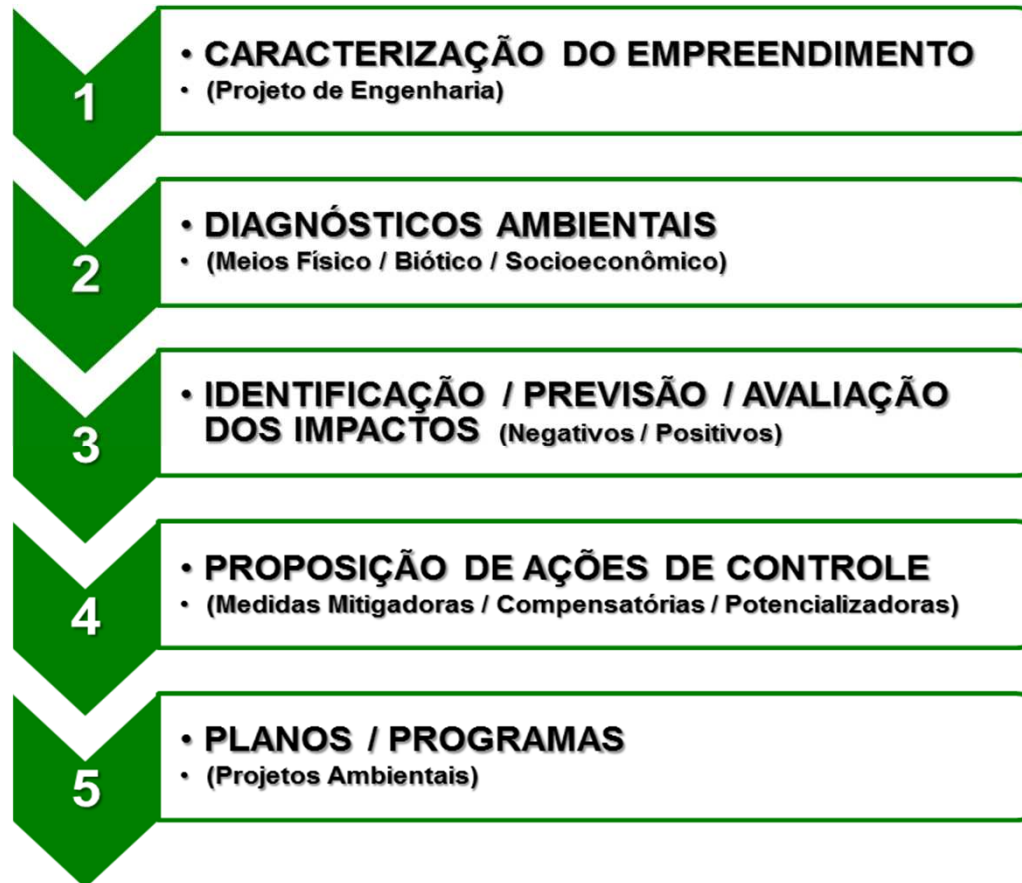 1
• CARACTERIZAÇÃO DO EMPREENDIMENTO
• (Projeto de Engenharia)
2
• DIAGNÓSTICOS AMBIENTAIS
• (Meios Físico / Biótico / Socioeconômico)
3
• IDENTIFICAÇÃO / PREVISÃO / AVALIAÇÃO
DOS IMPACTOS (Negativos / Positivos)
4
• PROPOSIÇÃO DE AÇÕES DE CONTROLE
• (Medidas Mitigadoras / Compensatórias / Potencializadoras)
5
• PLANOS / PROGRAMAS
• (Projetos Ambientais)